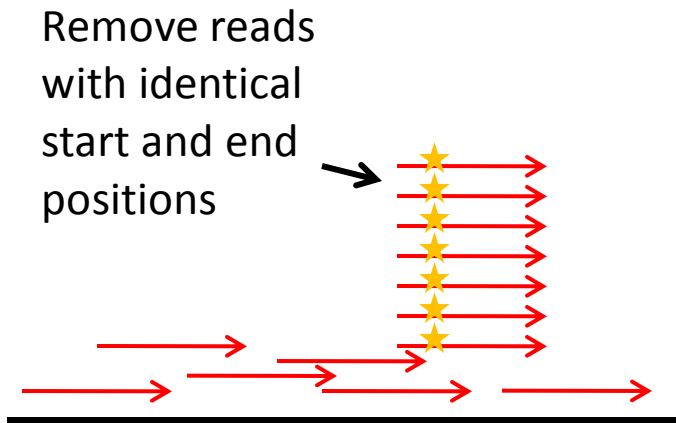 Remove reads
with identical
start and end
positions